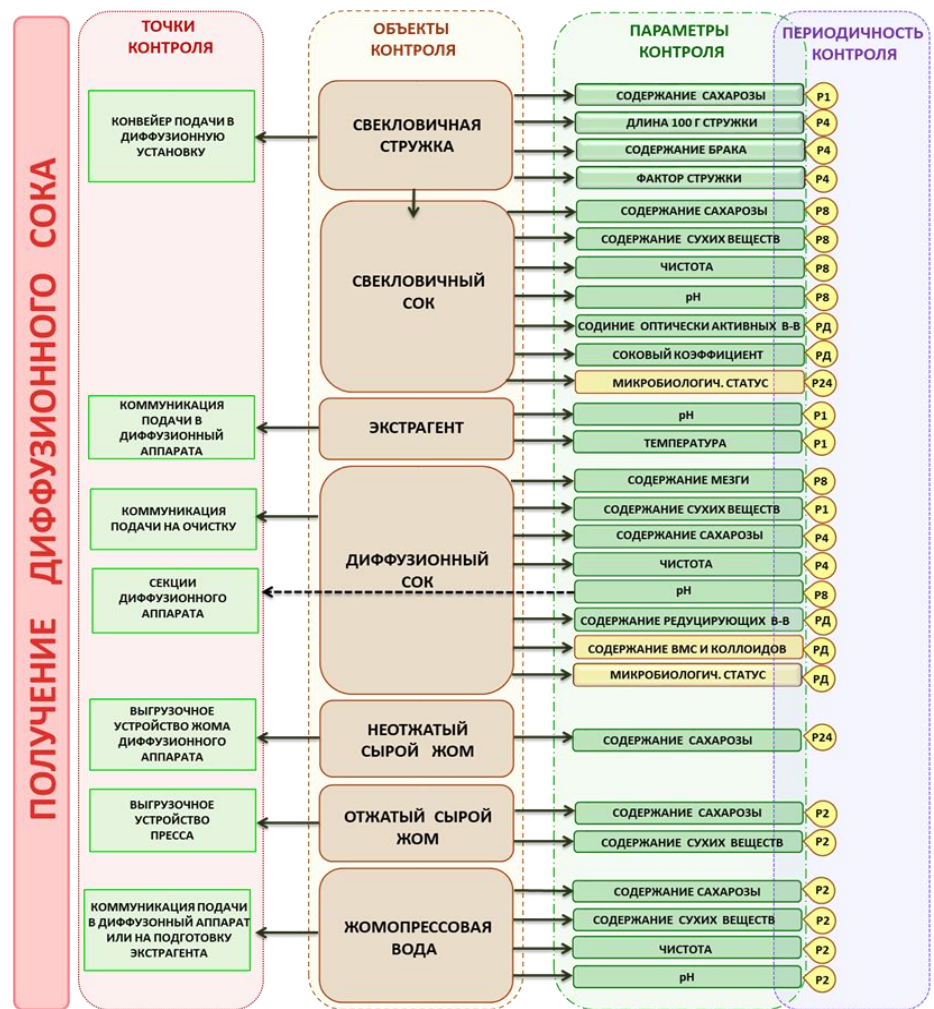 ПОЛУЧЕНИЕ ДИФФУЗИОННОГО СОКА
ТОЧКИ
КОНТРОЛЯ
ОБЪЕКТЫ
КОНТРОЛЯ
ПАРАМЕТРЫ
КОНТРОЛЯ
ПЕРИОДИЧНОСТЬ
КОНТРОЛЯ
КОНВЕЙЕР ПОДАЧИ В
ДИФФУЗИОННУЮ
УСТАНОВКУ
СВЕКЛОВИЧНАЯ
СТРУЖКА
СОДЕРЖАНИЕ САХАРОЗЫ Р1
ДЛИНА 100 Г СТРУЖКИ Р4
СОДЕРЖАНИЕ БРАКА Р4
ФАКТОР СТРУЖКИ Р4
СВЕКЛОВИЧНЫЙ
СОК
СОДЕРЖАНИЕ САХАРОЗЫ Р8
СОДЕРЖАНИЕ СУХИХ ВЕЩЕСТВ Р8
ЧИСТОТА Р8
рН Р8
СОДИНИЕ ОПТИЧЕСКИ АКТИВНЫХ В-В РД
СОКОВЫЙ КОЭФФИЦИЕНТ РД
МИКРОБИОЛОГИЧ. СТАТУС Р24
КОММУНИКАЦИЯ
ПОДАЧИ В
ДИФФУЗИОННЫЙ
АППАРАТА
ЭКСТРАГЕНТ
рН Р1
ТЕМПЕРАТУРА Р1
КОММУНИКАЦИЯ
ПОДАЧИ НА ОЧИСТКУ
СЕКЦИИ
ДИФФУЗИОННОГО
АППАРАТА
ДИФФУЗИОННЫЙ
СОК
СОДЕРЖАНИЕ МЕЗГИ Р8
СОДЕРЖАНИЕ СУХИХ ВЕЩЕСТВ Р1
СОДЕРЖАНИЕ САХАРОЗЫ Р4
ЧИСТОТА Р4
рН Р8
СОДЕРЖАНИЕ РЕДУЦИРУЮЩИХ В-В РД
СОДЕРЖАНИЕ ВМС И КОЛЛОИДОВ РД
МИКРОБИОЛОГИЧ. СТАТУС РД
ВЫГРУЗОЧНОЕ
УСТРОЙСТВО ЖОМА
ДИФФУЗИОННОГО
АППАРАТА
НЕОТЖАТЫЙ
СЫРОЙ ЖОМ
СОДЕРЖАНИЕ САХАРОЗЫ Р24
ВЫГРУЗОЧНОЕ
УСТРОЙСТВО
ПРЕССА
ОТЖАТЫЙ СЫРОЙ
ЖОМ
СОДЕРЖАНИЕ САХАРОЗЫ Р2
СОДЕРЖАНИЕ СУХИХ ВЕЩЕСТВ Р2
КОММУНИКАЦИЯ ПОДАЧИ
В ДИФФУЗОННЫЙ АППАРАТ
ИЛИ НА ПОДГОТОВКУ
ЭКСТРАГЕНТА
ЖОМОПРЕССОВАЯ
ВОДА
СОДЕРЖАНИЕ САХАРОЗЫ Р2
СОДЕРЖАНИЕ СУХИХ ВЕЩЕСТВ Р2
ЧИСТОТА Р2
рН Р2